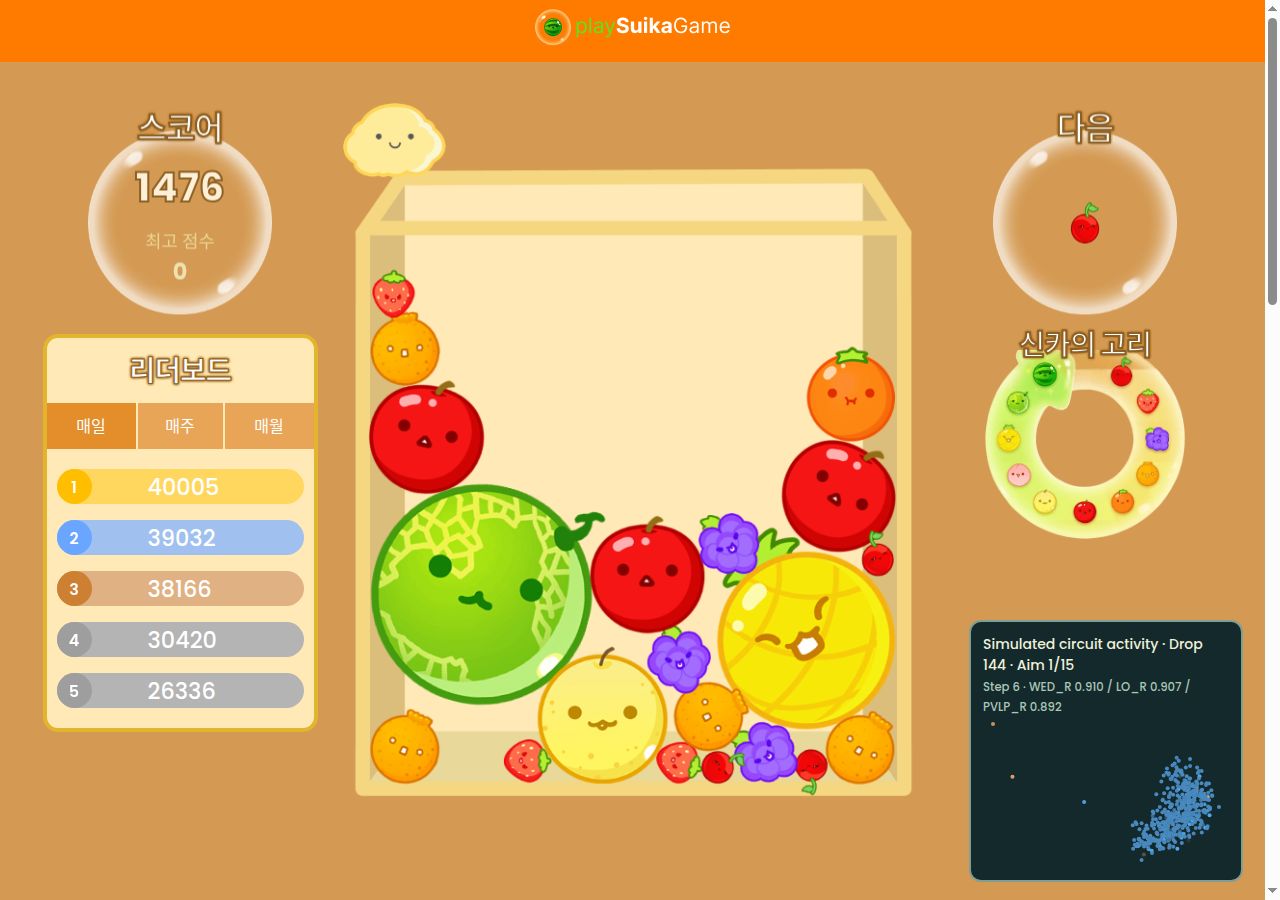 playSuikaGame
스코어
1476
최고 점수
0
리더보드
매일 매주 매월
1 40005
2 39032
3 38166
4 30420
5 26336
다음
신카의 고리
Simulated circuit activity · Drop
144 · Aim 1/15
Step 6 · WED_R 0.910 / LO_R 0.907 /
PVLP_R 0.892